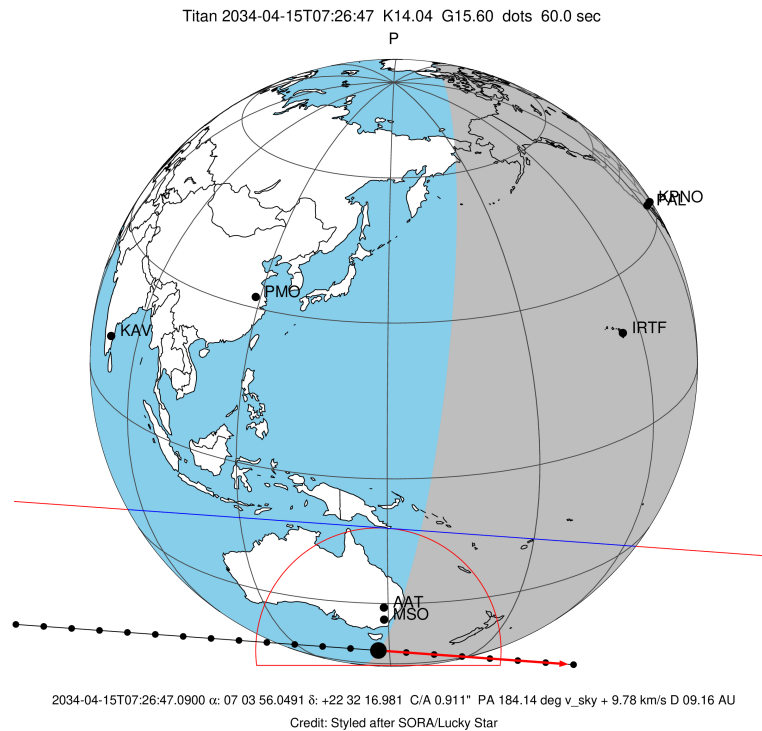 Titan 2034-04-15T07:26:47 K14.04 G15.60 dots 60.0 sec
P
KPNO
PAL
PMO
IRTF
KAV
AAT
MSO
2034-04-15T07:26:47.0900 α: 07 03 56.0491 δ: +22 32 16.981 C/A 0.911" PA 184.14 deg v_sky + 9.78 km/s D 09.16 AU
Credit: Styled after SORA/Lucky Star